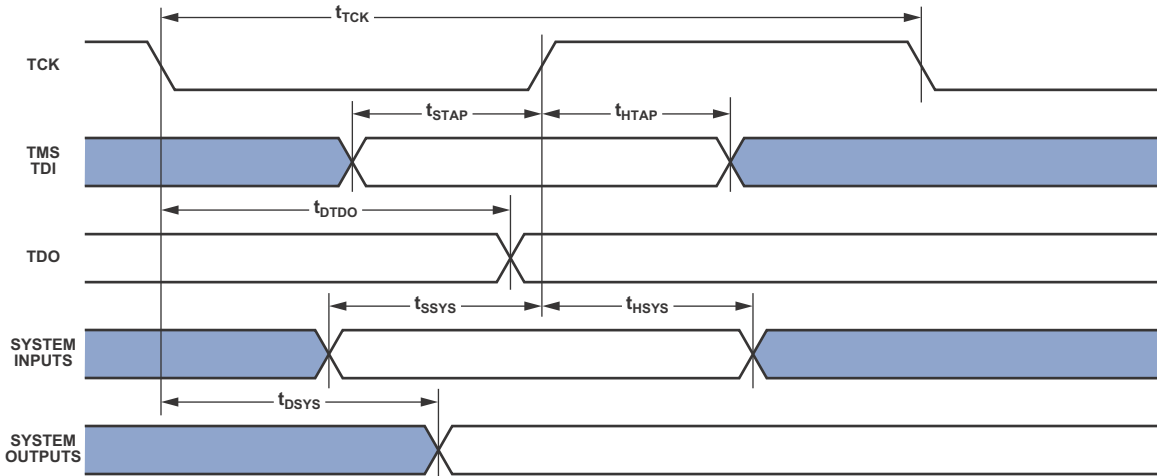 tTCK
TCK
tSTAP
tHTAP
TMS
TDI
tDTDO
TDO
tSSYS
tHSYS
SYSTEM
INPUTS
tDSYS
SYSTEM
OUTPUTS